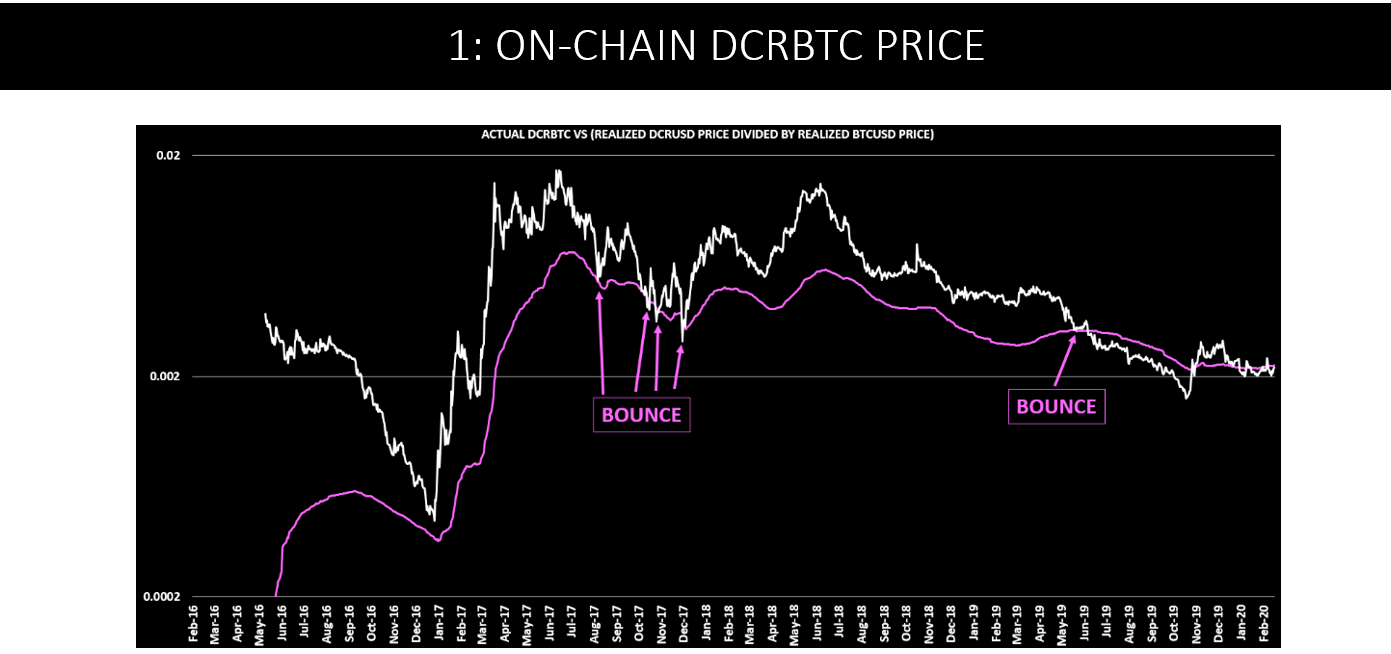 1: ON-CHAIN DCRBTC PRICE
ACTUAL DCRBTC VS (REALIZED DCRUSD PRICE DIVIDED BY REALIZED BTCUSD PRICE)
0.02
0.002
BOUNCE
BOUNCE
0.0002
Feb-16
Mar-16
Apr-16
May-16
Jun-16
Jul-16
Aug-16
Sep-16
Oct-16
Nov-16
Dec-16
Jan-17
Feb-17
Mar-17
Apr-17
May-17
Jun-17
Jul-17
Aug-17
Sep-17
Oct-17
Nov-17
Dec-17
Jan-18
Feb-18
Mar-18
Apr-18
May-18
Jun-18
Jul-18
Aug-18
Sep-18
Oct-18
Nov-18
Dec-18
Jan-19
Feb-19
Mar-19
Apr-19
May-19
Jun-19
Jul-19
Aug-19
Sep-19
Oct-19
Nov-19
Dec-19
Jan-20
Feb-20